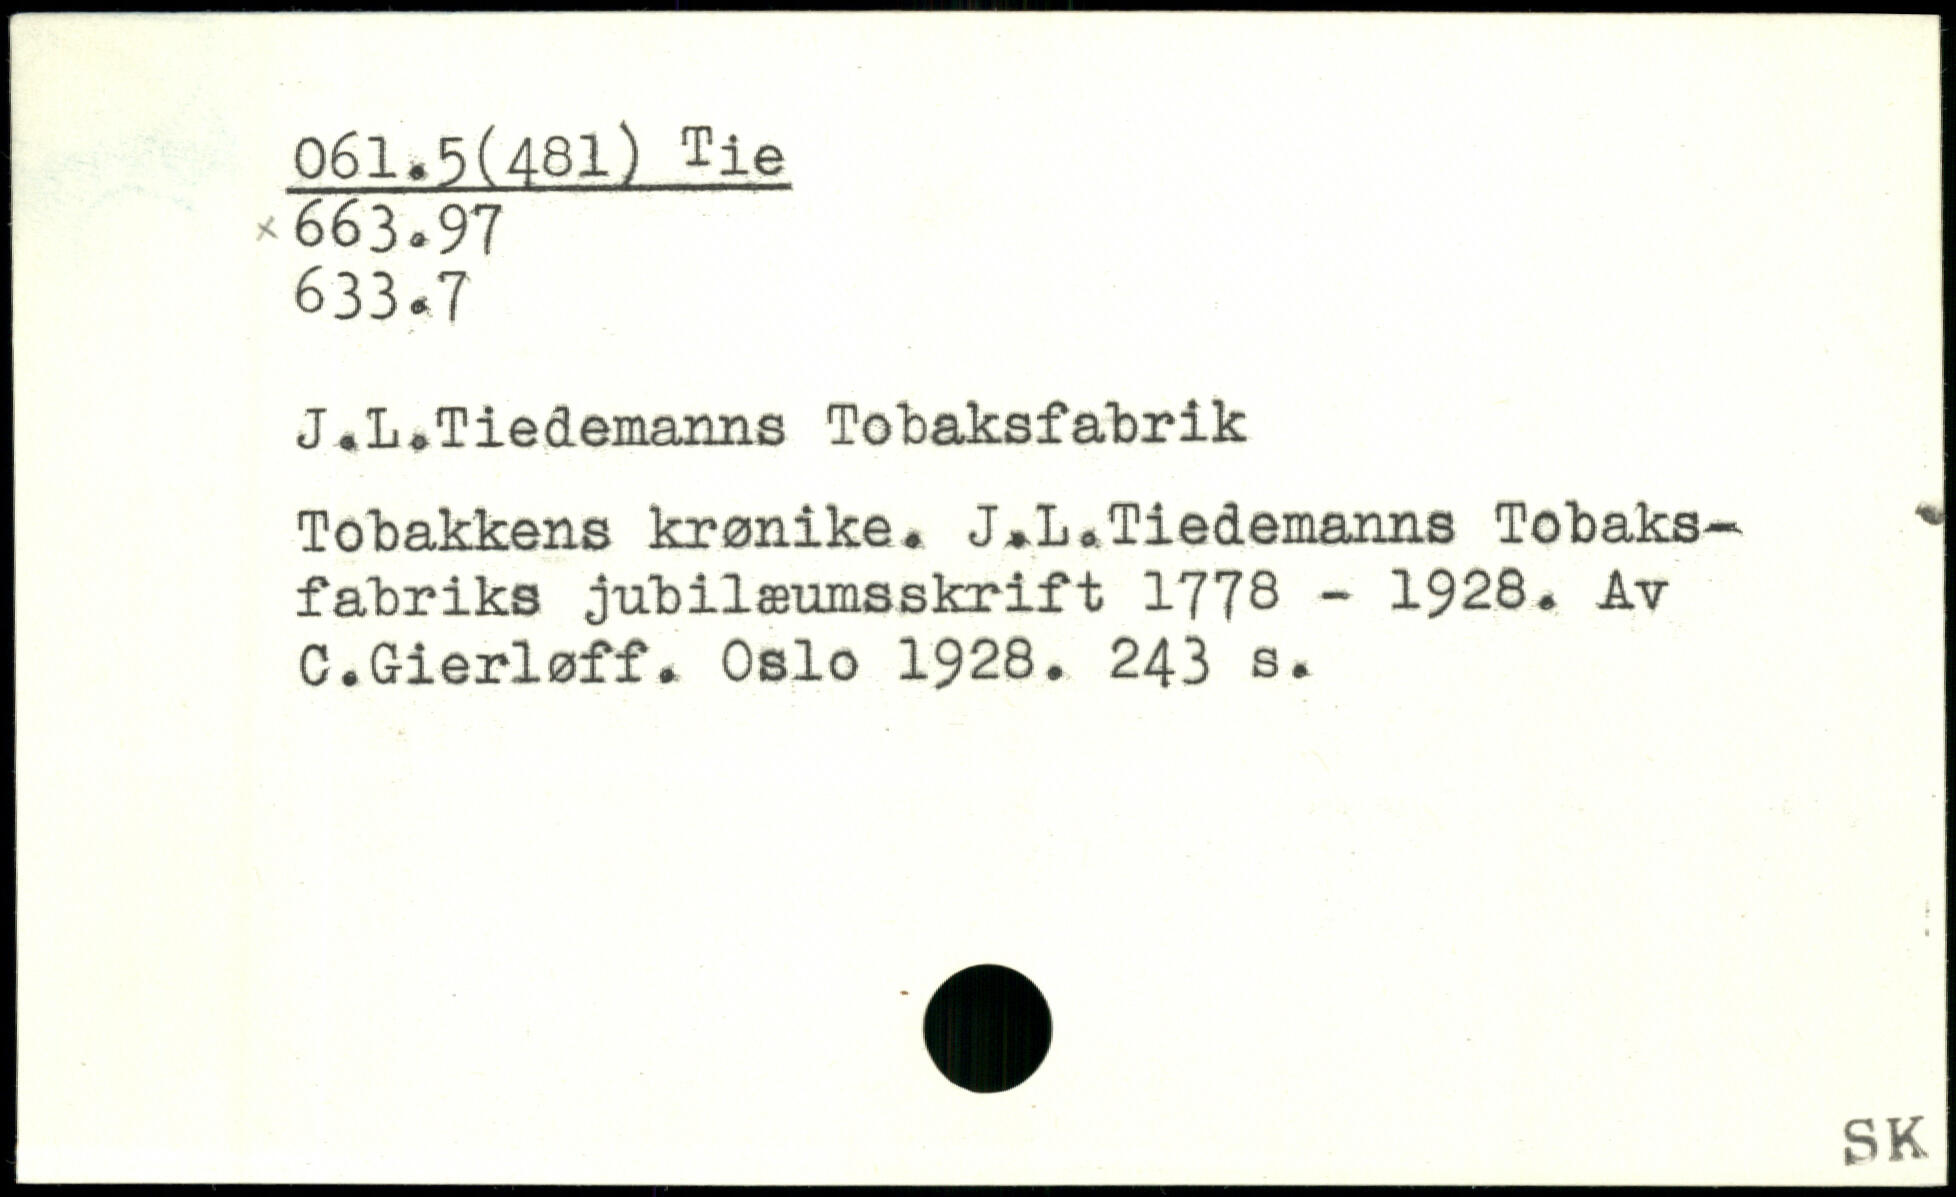 061.5(481) Tie
x 663.97
633.7
J.L.Tiedemanns Tobaksfabrik
Tobakkens krønike. J.L.Tiedemanns Tobaks-
fabriks jubilæumsskrift 1778 - 1928. Av
C.Gierløff. Oslo 1928. 243 s.
SK